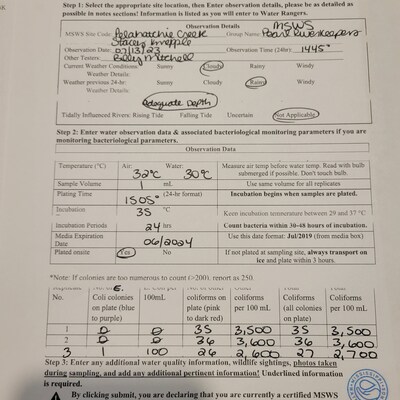 Step 1: Select the appropriate site location, then Enter observation details, please be as detailed as
possible in notes sections! Information is listed as you will enter to Water Rangers.
Observation Details
MSWS
MSWS Site Code: Pelahatchie Creek Group Name: Pearl Riverkeeper
Stacey
Observation Date: 07/13/23 Observation Time (24hr) 1445*
Other Testers: Billy Mitchell
Current Weather Conditions: Sunny Cloudy Rainy Windy
Weather Details:
Weather previous 24-hr: Sunny Cloudy Rainy Windy
Weather Details:
Adequate Depth
Tidally Influenced Rivers: Rising Tide Falling Tide Uncertain Not Applicable
Step 2: Enter water observation data & associated bacteriological monitoring parameters if you are
monitoring bacteriological parameters.
Observation Data
Temperature (°C) Air: 32°C Water: 30°C Measure air temp before water temp. Read with bulb
submerged if possible. Don't touch bulb.
Sample Volume 1 mL Use same volume for all replicates
Plating Time 1505* (24-hr format) Incubation begins when samples are plated.
Incubation 35 °C Keep incubation temperature between 29 and 37 °C
Incubation Periods 24 hrs Count bacteria within 30-48 hours of incubation.
Media Expiration
Date 06/2024 Use this date format: Jul/2019 (from media box)
Plated onsite Yes No If not plated at sampling site, always transport on
ice and plate within 3 hours.
*Note: If colonies are too numerous to count (>200), report as 250.
No. Coli colonies 100mL coliforms on coliforms Coliforms coliforms
on plate (blue plate (pink per 100 mL (all colonies per 100 mL
to purple) to dark red) on plate)
1 0 0 35 3,500 35 3,500
2 0 0 36 3,600 36 3,600
3 1 100 26 2,600 27 2,700
Step 3: Enter any additional water quality information, wildlife sightings, photos taken
during sampling, and add any additional pertinent information! Underlined information
is required.
By clicking submit, you are declaring that you are currently a certified MSWS